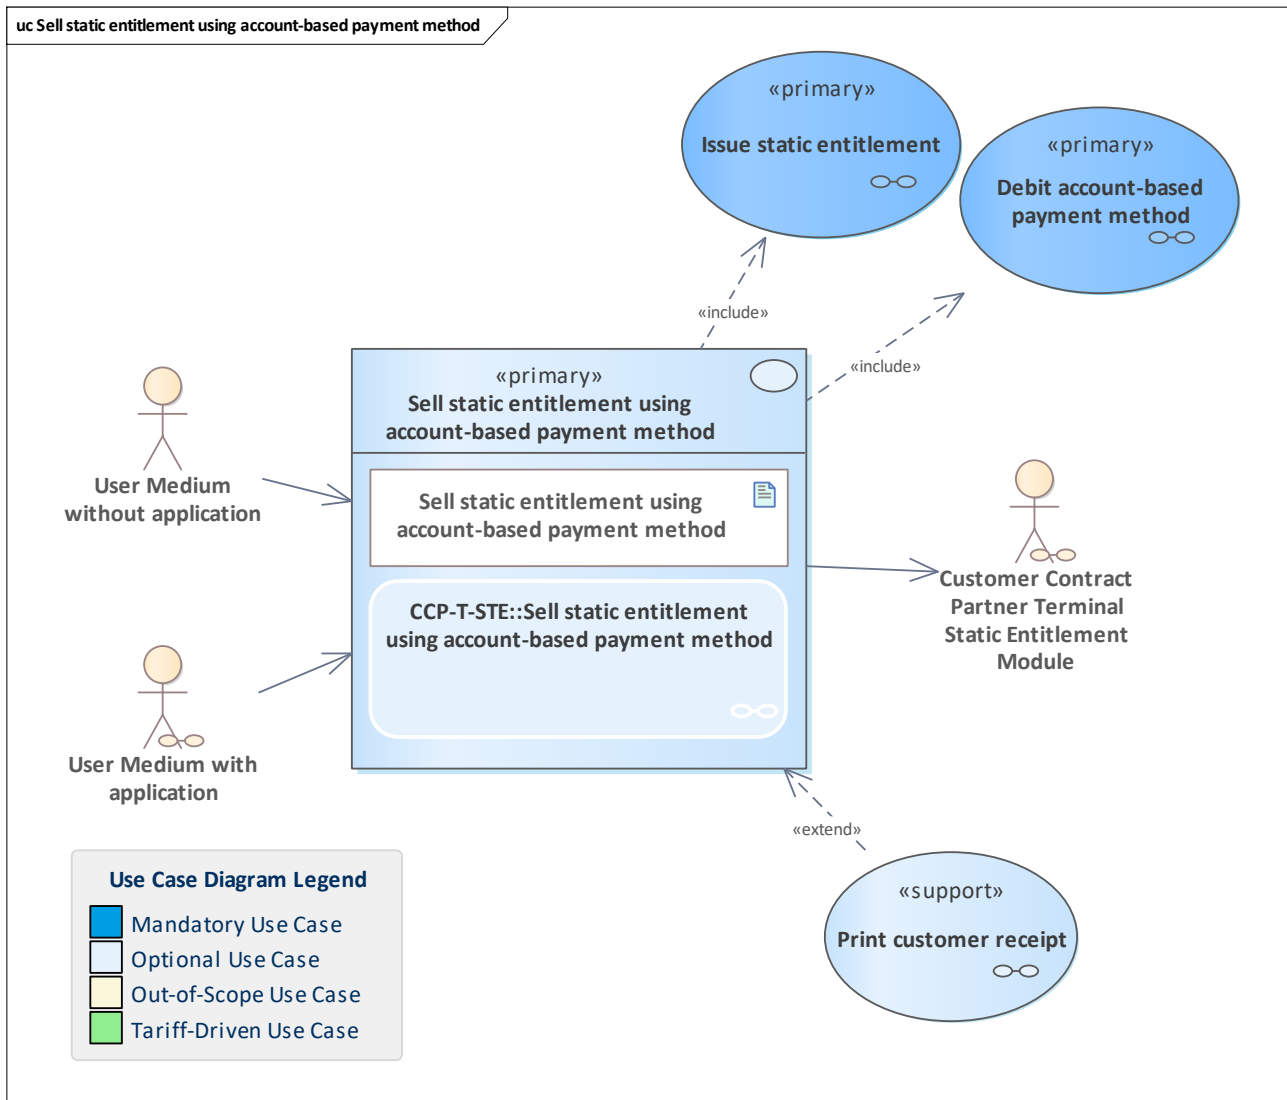 uc Sell static entitlement using account-based payment method
«primary»
Issue static entitlement
«primary»
Debit account-based
payment method
«include»
«include»
«primary»
Sell static entitlement using
account-based payment method
Sell static entitlement using
account-based payment method
CCP-T-STE::Sell static entitlement
using account-based payment method
User Medium
without application
User Medium with
application
Customer Contract
Partner Terminal
Static Entitlement
Module
«extend»
«support»
Print customer receipt
Use Case Diagram Legend
Mandatory Use Case
Optional Use Case
Out-of-Scope Use Case
Tariff-Driven Use Case